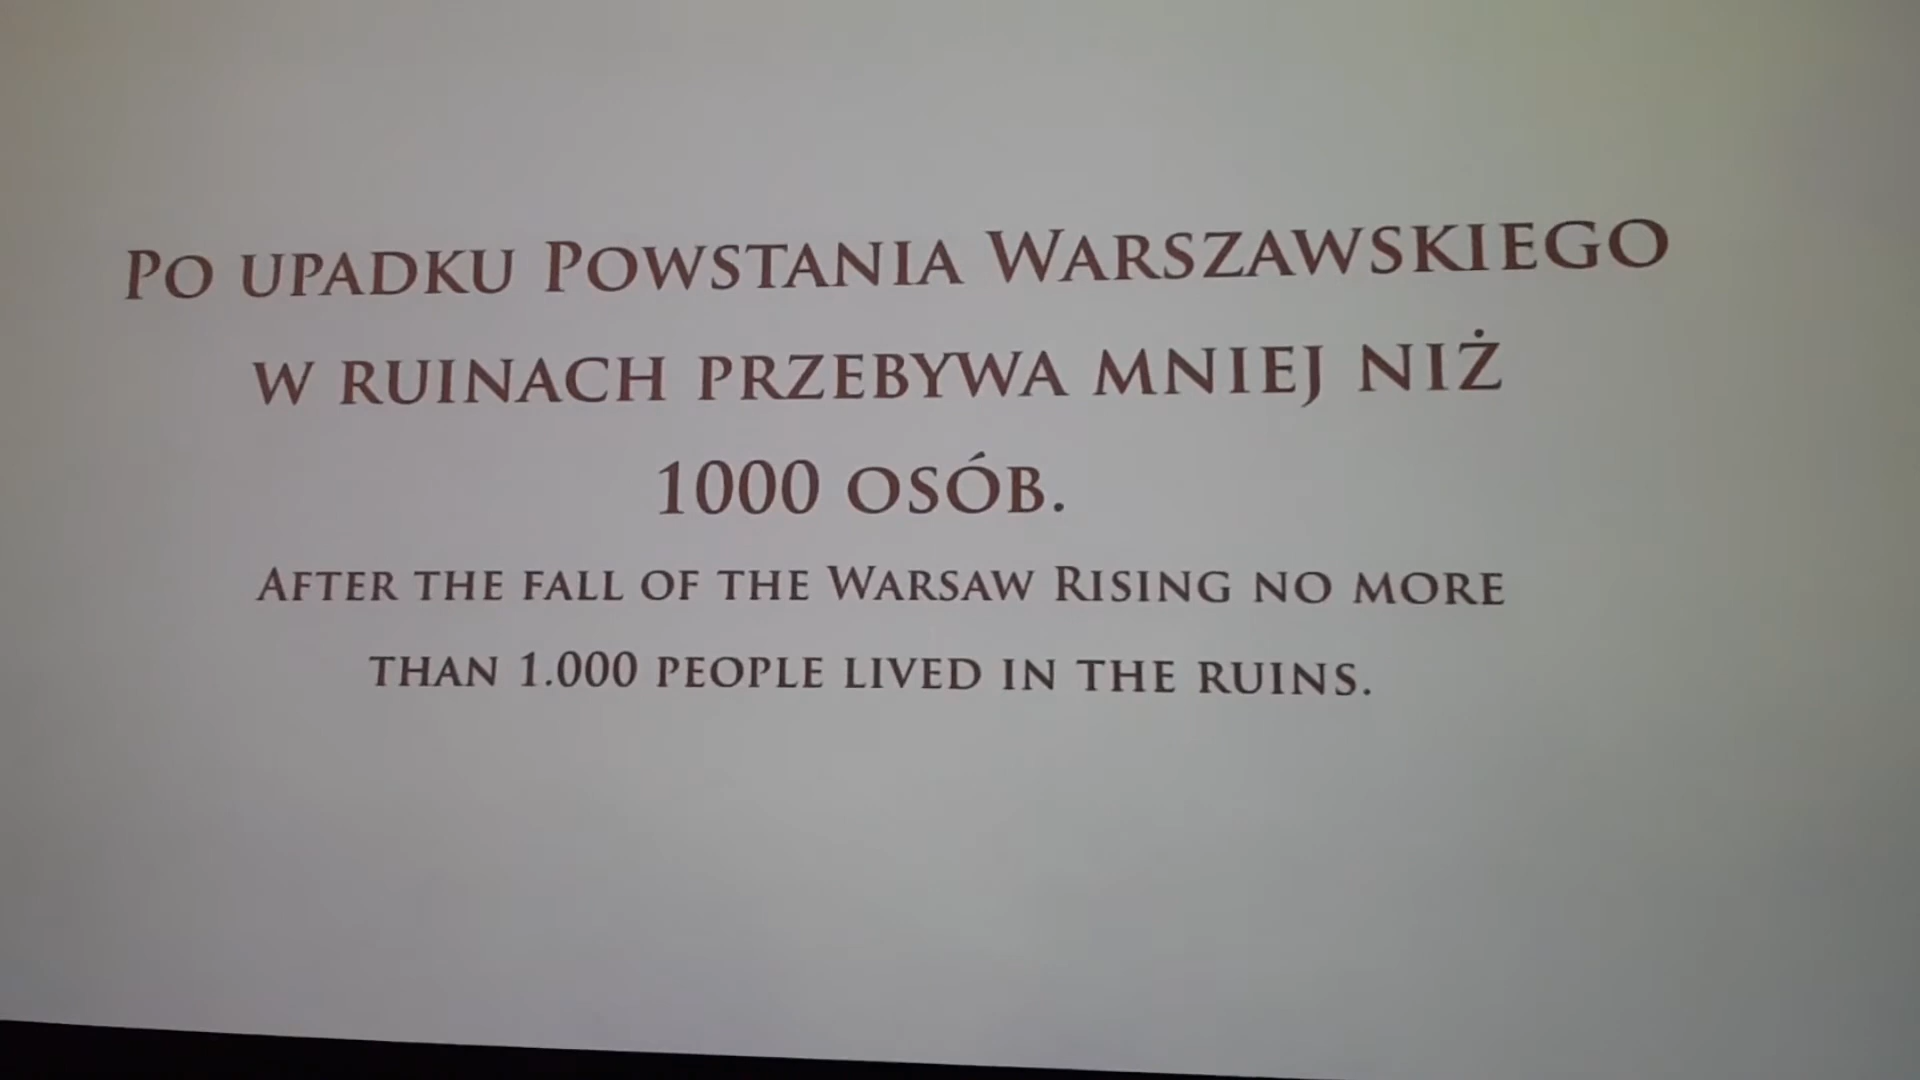 Po upadku Powstania Warszawskiego
w ruinach przebywa mniej niż
1000 osób.
After the fall of the Warsaw Rising no more
than 1.000 people lived in the ruins.